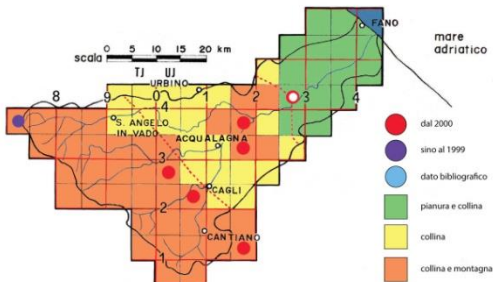 FANO
mare
adriatico
scala 0 5 10 15 20 km
TJ UJ
URBINO
8 9 0 1 2 3 4
4
S. ANGELO
IN VADO
ACQUALAGNA
3
CAGLI
2
CANTIANO
1
dal 2000
sino al 1999
dato bibliografico
pianura e collina
collina
collina e montagna